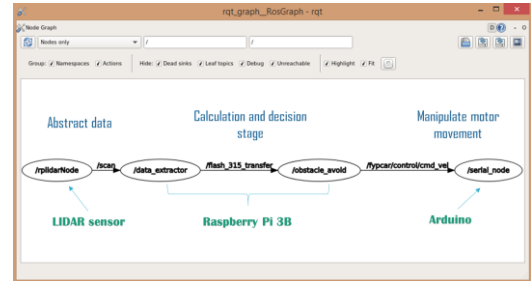 rqt_graph__RosGraph - rqt
Node Graph
Nodes only
/
/
Group: Namespaces Actions Hide: Dead sinks Leaf topics Debug Unreachable Highlight Fit
Abstract data
Calculation and decision
stage
Manipulate motor
movement
/rplidarNode
/scan
/data_extractor
/flash_315_transfer
/obstacle_avoid
/fypcar/control/cmd_vel
/serial_node
LIDAR sensor
Raspberry Pi 3B
Arduino